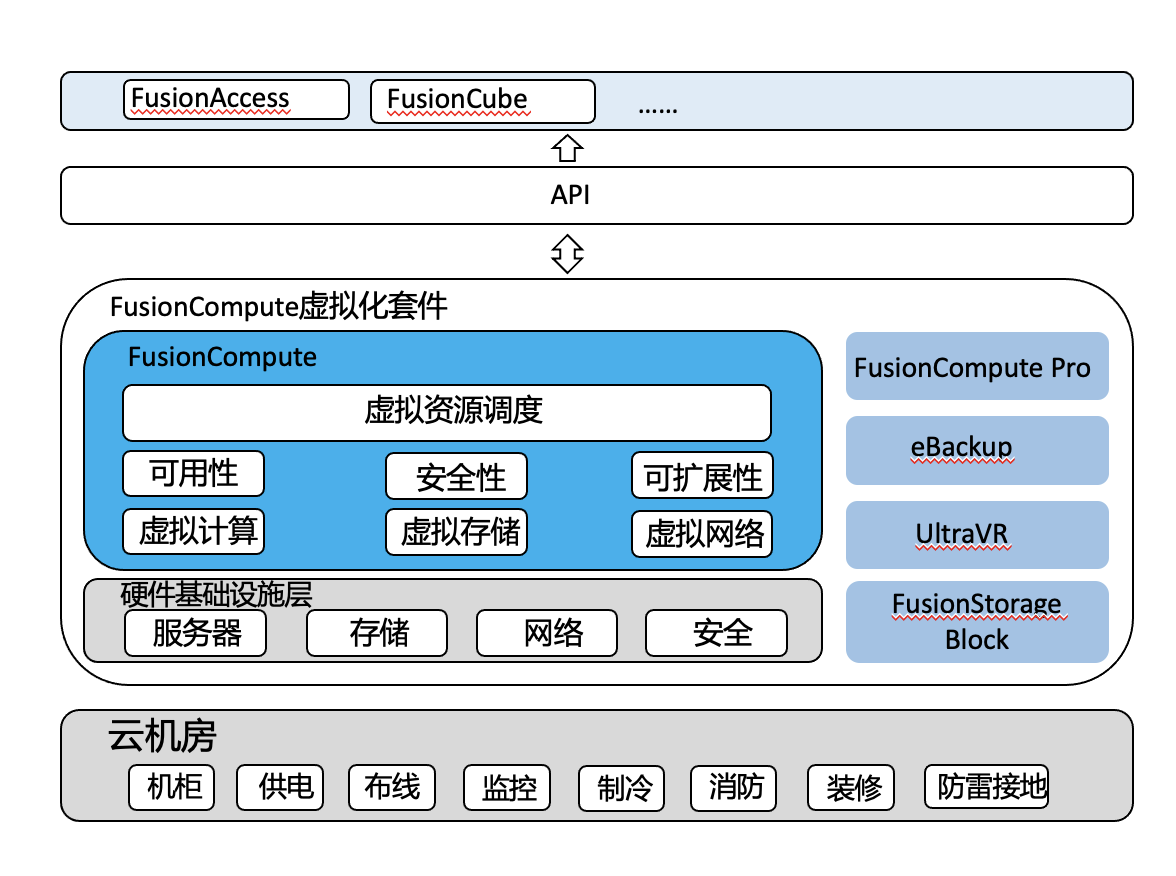 FusionAccess
FusionCube
……
API
FusionCompute虚拟化套件
FusionCompute
虚拟资源调度
可用性
安全性
可扩展性
虚拟计算
虚拟存储
虚拟网络
FusionCompute Pro
eBackup
UltraVR
FusionStorage
Block
硬件基础设施层
服务器
存储
网络
安全
云机房
机柜
供电
布线
监控
制冷
消防
装修
防雷接地